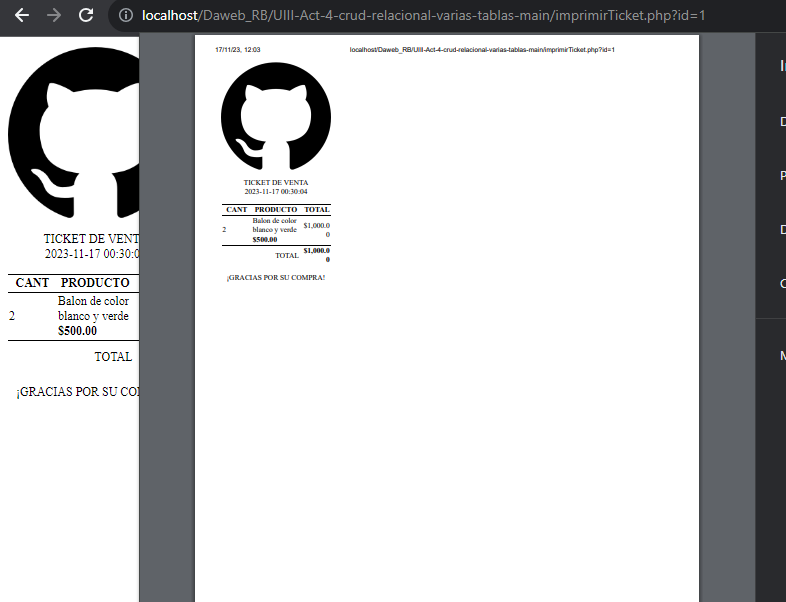 localhost/Daweb_RB/UIII-Act-4-crud-relacional-varias-tablas-main/imprimirTicket.php?id=1
TICKET DE VENT
2023-11-17 00:30:0
CANT PRODUCTO
2 Balon de color
blanco y verde
$500.00
TOTAL
¡GRACIAS POR SU CO
17/11/23, 12:03 localhost/Daweb_RB/UIII-Act-4-crud-relacional-varias-tablas-main/imprimirTicket.php?id=1
TICKET DE VENTA
2023-11-17 00:30:04
CANT PRODUCTO TOTAL
2 Balon de color
blanco y verde
$500.00
$1,000.0
0
TOTAL $1,000.0
0
¡GRACIAS POR SU COMPRA!